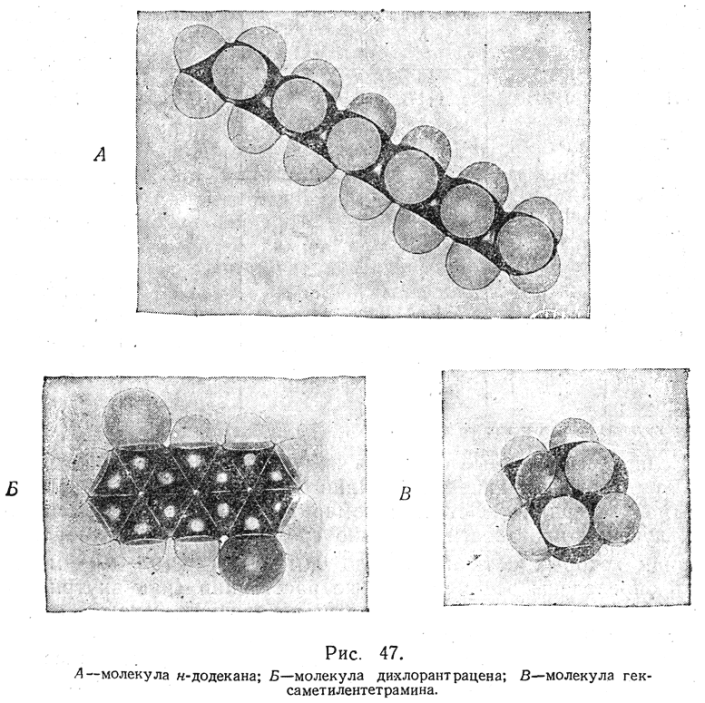 А
Б
В
Рис. 47.
А—молекула н-додекана; Б—молекула дихлорантрацена; В—молекула гек-
саметилентетрамина.